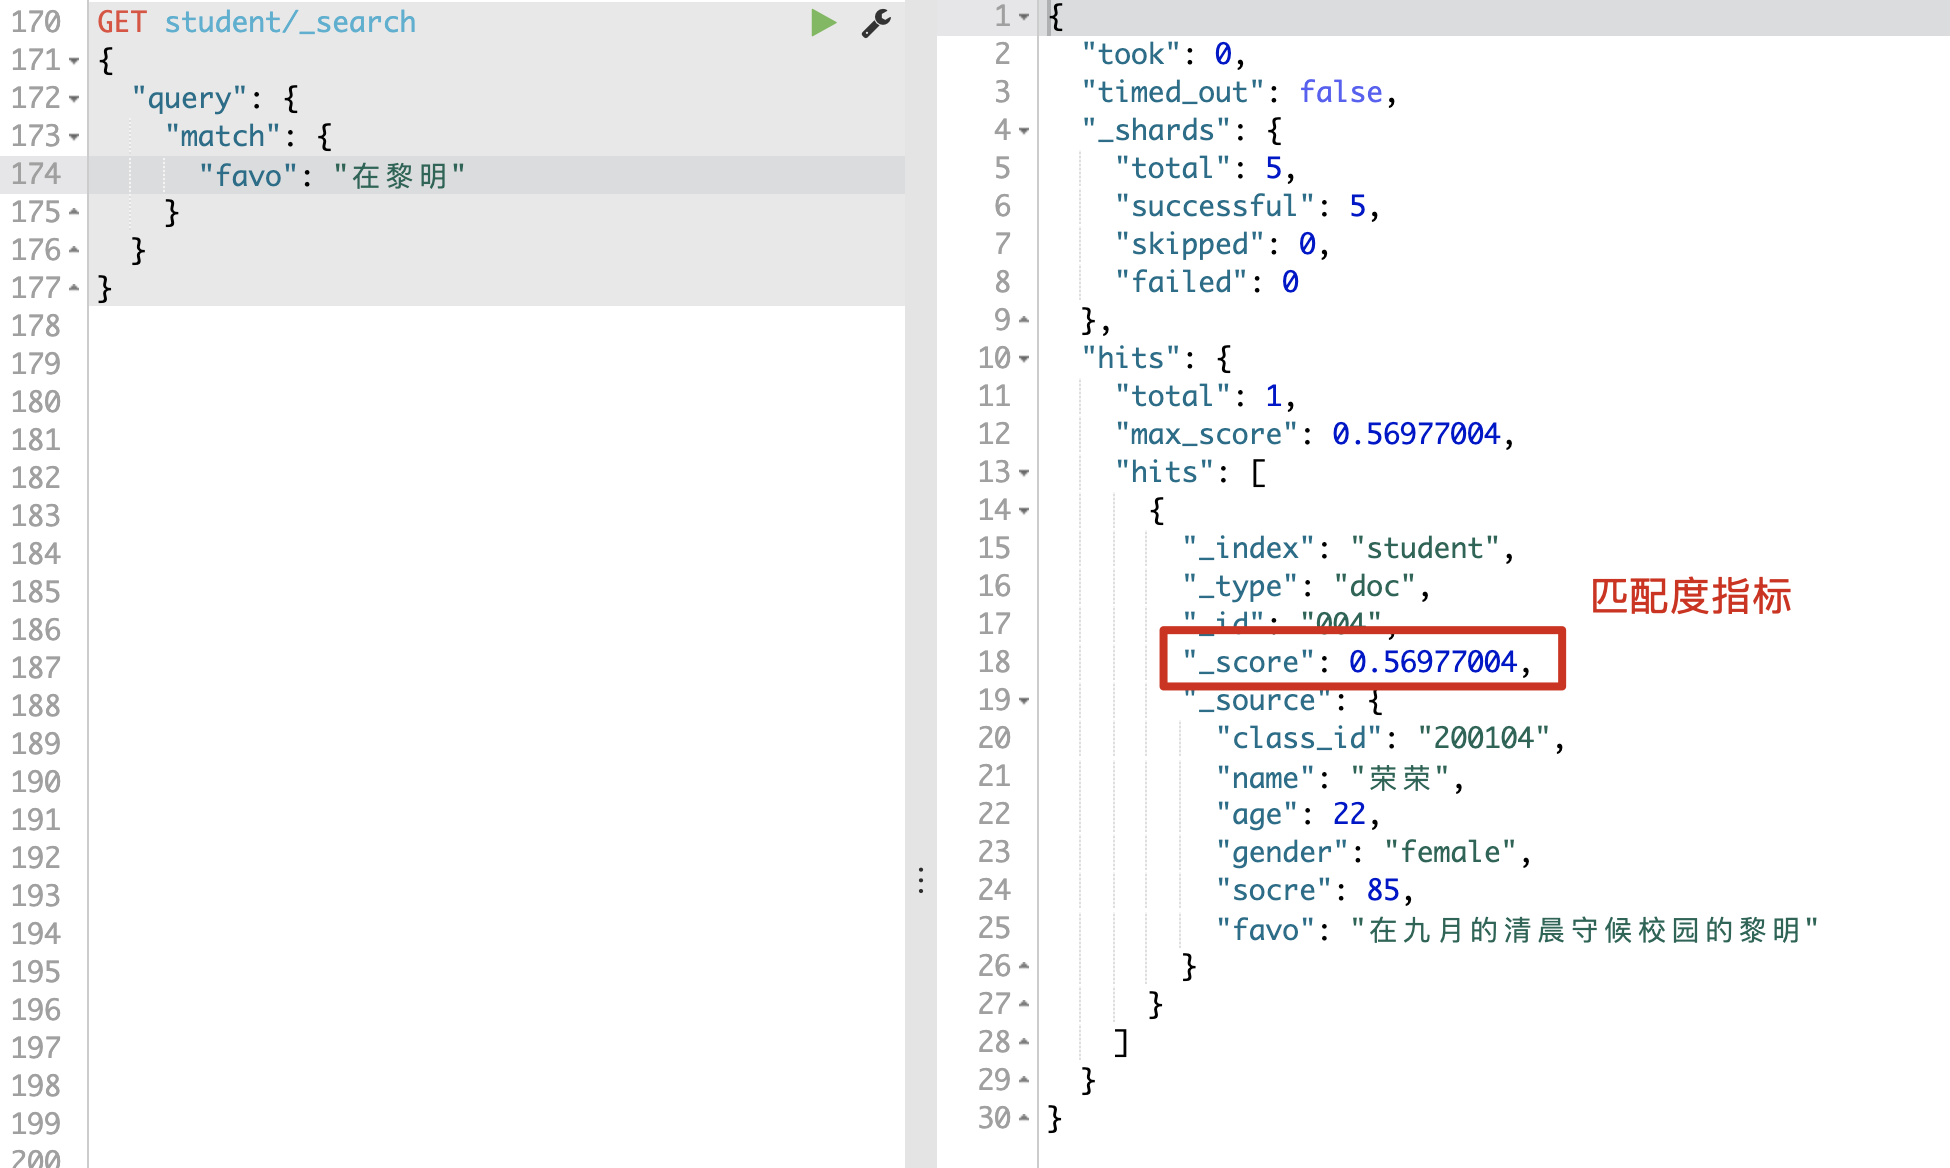 170 GET student/_search
171 {
172 "query": {
173 "match": {
174 "favo": "在黎明"
175 }
176 }
177 }
178
179
180
181
182
183
184
185
186
187
188
189
190
191
192
193
194
195
196
197
198
199
200
1 {
2 "took": 0,
3 "timed_out": false,
4 "_shards": {
5 "total": 5,
6 "successful": 5,
7 "skipped": 0,
8 "failed": 0
9 },
10 "hits": {
11 "total": 1,
12 "max_score": 0.56977004,
13 "hits": [
14 {
15 "_index": "student",
16 "_type": "doc",
匹配度指标
17 "_id": "004",
18 "_score": 0.56977004,
19 "_source": {
20 "class_id": "200104",
21 "name": "荣荣",
22 "age": 22,
23 "gender": "female",
24 "socre": 85,
25 "favo": "在九月的清晨守候校园的黎明"
26 }
27 }
28 ]
29 }
30 }